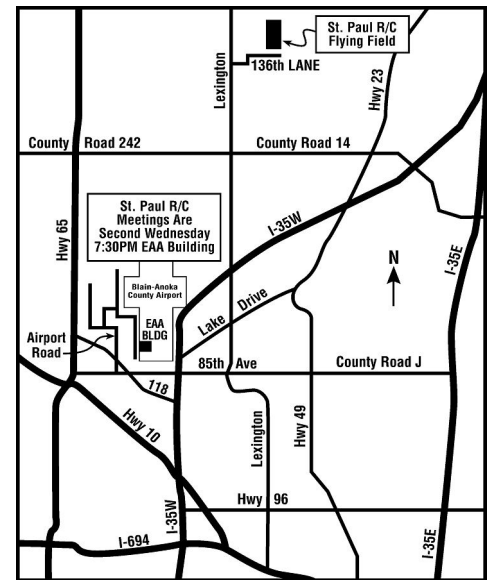 St. Paul R/C
Flying Field
136th LANE
Lexington
Hwy 23
County Road 242
County Road 14
St. Paul R/C
Meetings Are
Second Wednesday
7:30PM EAA Building
Hwy 65
I-35W
I-35E
N
Blain-Anoka
County Airport
EAA
BLDG
Lake Drive
Airport
Road
85th Ave
County Road J
118
Hwy 10
Lexington
Hwy 49
Hwy 96
I-35W
I-694
I-35E